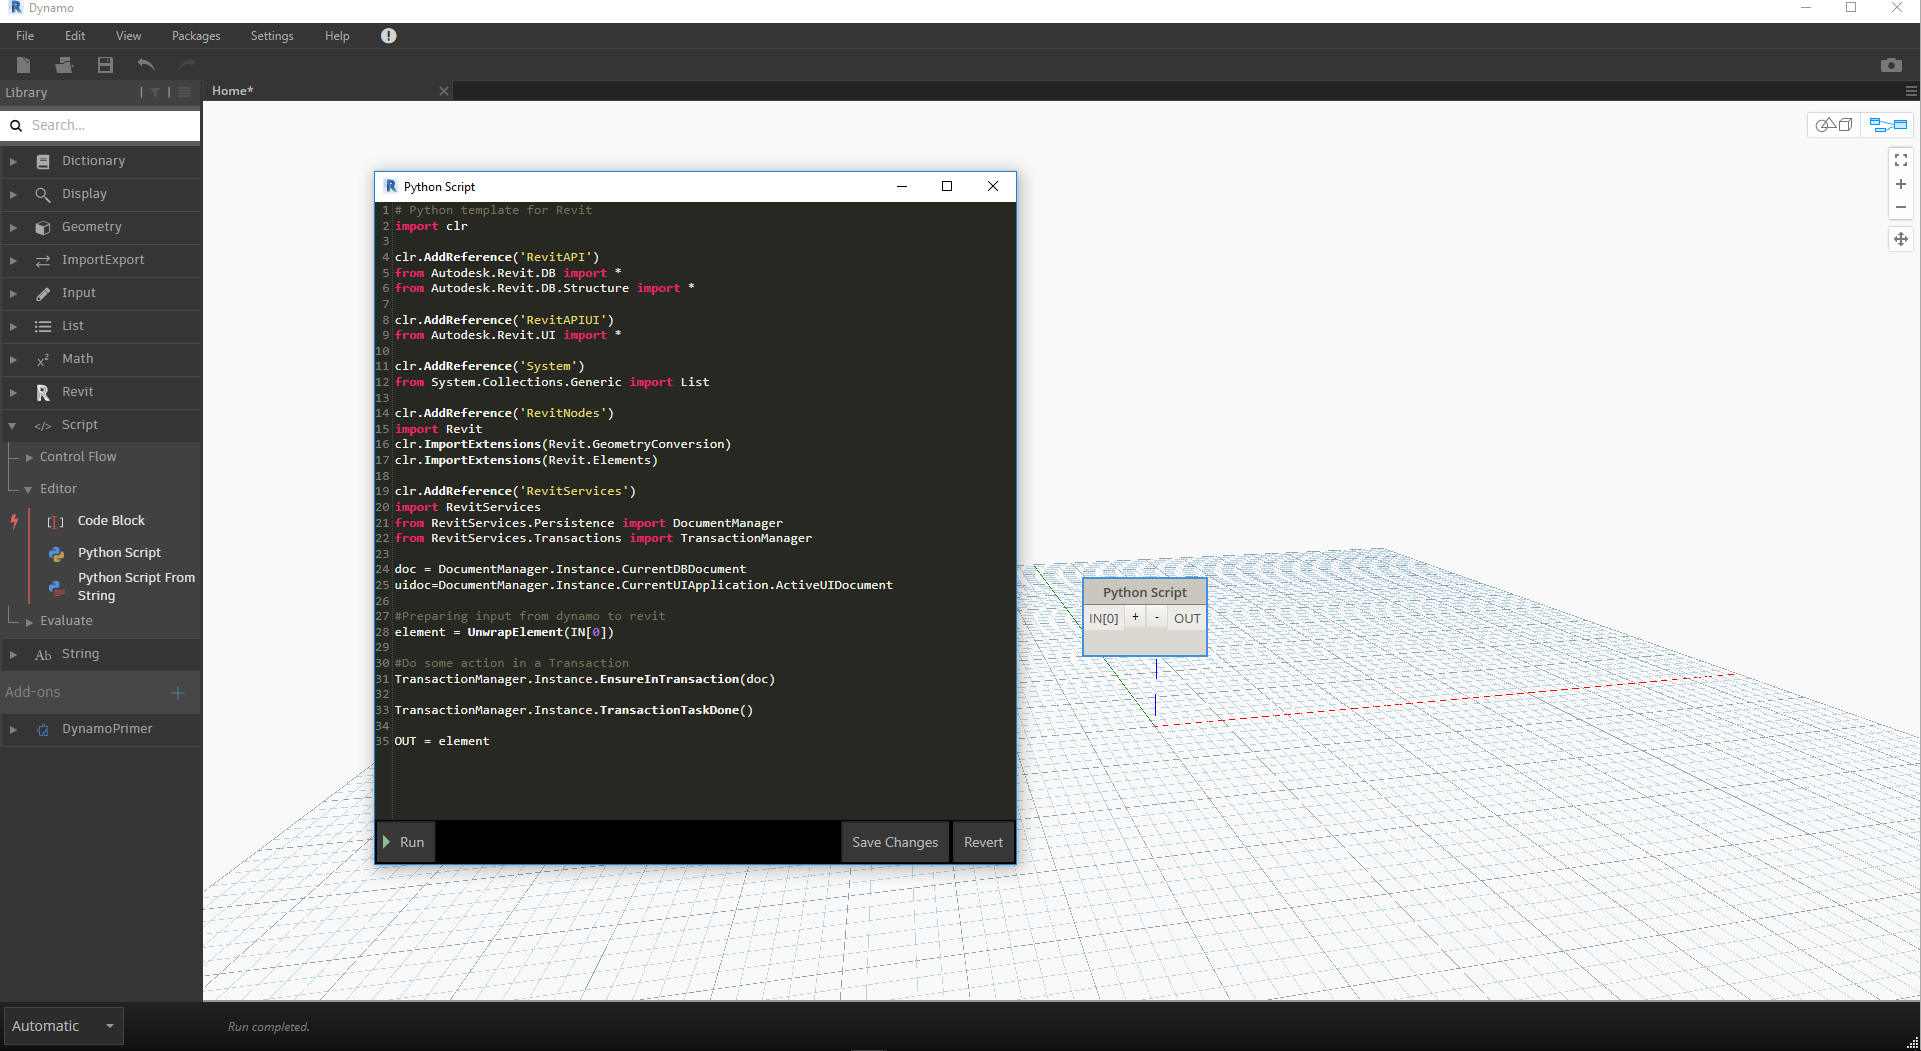 Dynamo
File Edit View Packages Settings Help
Library
Home*
Search...
Dictionary
Display
Geometry
ImportExport
Input
List
Math
Revit
Script
Control Flow
Editor
Code Block
Python Script
Python Script From
String
Evaluate
Ab String
Add-ons
DynamoPrimer
Python Script
1 # Python template for Revit
2 import clr
3
4 clr.AddReference('RevitAPI')
5 from Autodesk.Revit.DB import *
6 from Autodesk.Revit.DB.Structure import *
7
8 clr.AddReference('RevitAPIUI')
9 from Autodesk.Revit.UI import *
10
11 clr.AddReference('System')
12 from System.Collections.Generic import List
13
14 clr.AddReference('RevitNodes')
15 import Revit
16 clr.ImportExtensions(Revit.GeometryConversion)
17 clr.ImportExtensions(Revit.Elements)
18
19 clr.AddReference('RevitServices')
20 import RevitServices
21 from RevitServices.Persistence import DocumentManager
22 from RevitServices.Transactions import TransactionManager
23
24 doc = DocumentManager.Instance.CurrentDBDocument
25 uidoc=DocumentManager.Instance.CurrentUIApplication.ActiveUIDocument
26
27 #Preparing input from dynamo to revit
28 element = UnwrapElement(IN[0])
29
30 #Do some action in a Transaction
31 TransactionManager.Instance.EnsureInTransaction(doc)
32
33 TransactionManager.Instance.TransactionTaskDone()
34
35 OUT = element
Run Save Changes Revert
Python Script
IN[0] + - OUT
Automatic
Run completed.